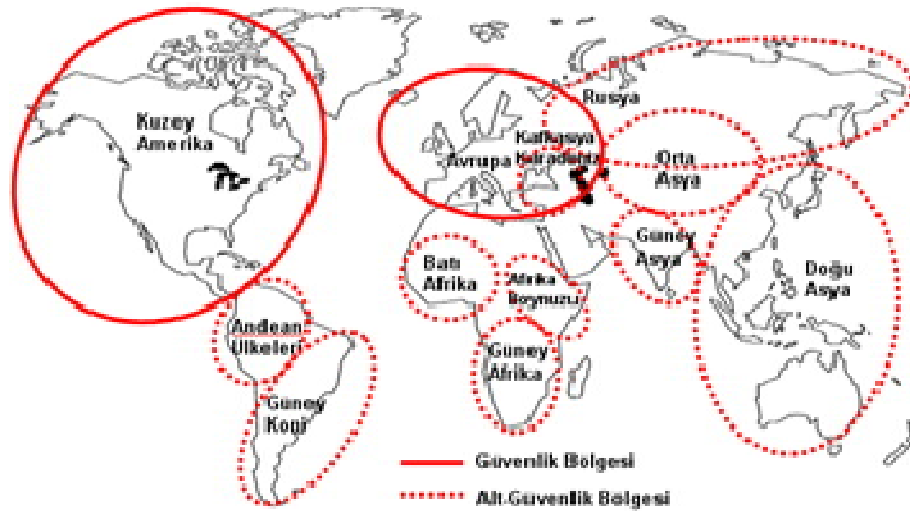 Kuzey
Amerika
Avrupa
Kafkasya
Karadeniz
Rusya
Orta
Asya
Güney
Asya
Doğu
Asya
Batı
Afrika
Afrika
Boynuzu
Güney
Afrika
Andean
Ülkeleri
Güney
Koni
Güvenlik Bölgesi
Alt-Güvenlik Bölgesi